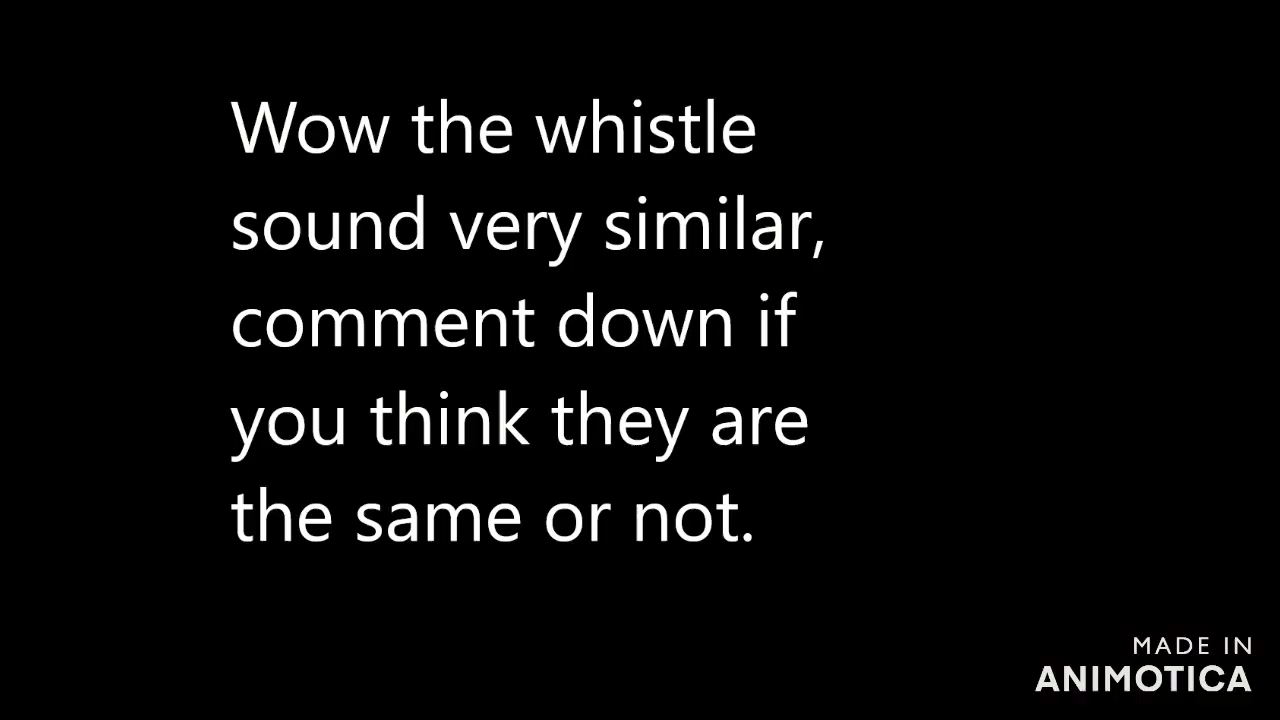 Wow the whistle
sound very similar,
comment down if
you think they are
the same or not.
MADE IN
ANIMOTICA